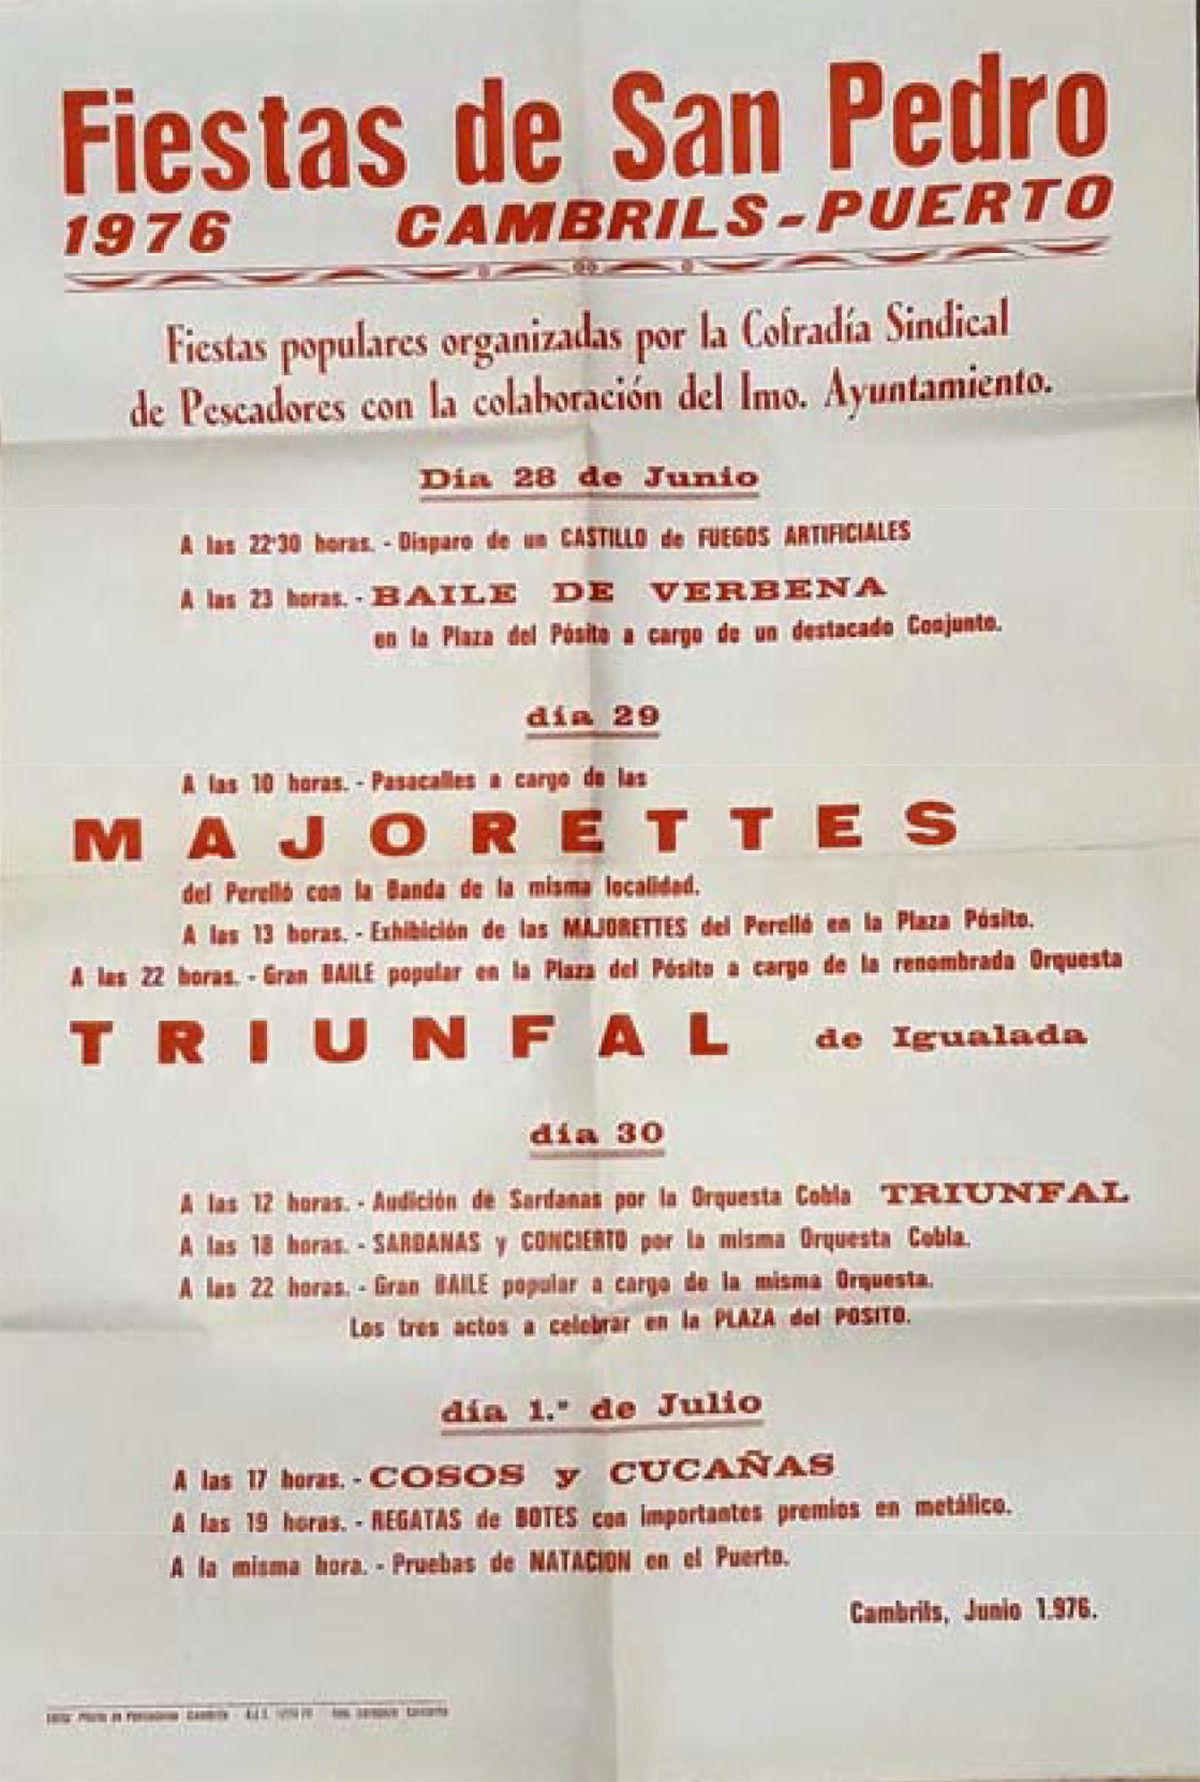 Fiestas de San Pedro
1976 CAMBRILS-PUERTO
Fiestas populares organizadas por la Cofradía Sindical
de Pescadores con la colaboración del Imo. Ayuntamiento.
Día 28 de Junio
A las 22'30 horas. - Disparo de un CASTILLO de FUEGOS ARTIFICIALES
A las 23 horas. - BAILE DE VERBENA
en la Plaza del Pósito a cargo de un destacado Conjunto.
día 29
A las 10 horas. - Pasacalles a cargo de las
MAJORETTES
del Perelló con la Banda de la misma localidad.
A las 13 horas. - Exhibición de las MAJORETTES del Perelló en la Plaza Pósito.
A las 22 horas. - Gran BAILE popular en la Plaza del Pósito a cargo de la renombrada Orquesta
TRIUNFAL de Igualada
día 30
A las 12 horas. - Audición de Sardanas por la Orquesta Cobla TRIUNFAL
A las 18 horas. - SARDANAS y CONCIERTO por la misma Orquesta Cobla.
A las 22 horas. - Gran BAILE popular a cargo de la misma Orquesta.
Los tres actos a celebrar en la PLAZA del POSITO.
día 1.º de Julio
A las 17 horas. - COSOS y CUCAÑAS
A las 19 horas. - REGATAS de BOTES con importantes premios en metálico.
A la misma hora. - Pruebas de NATACION en el Puerto.
Cambrils, Junio 1.976.
de Pescadores Cambrils